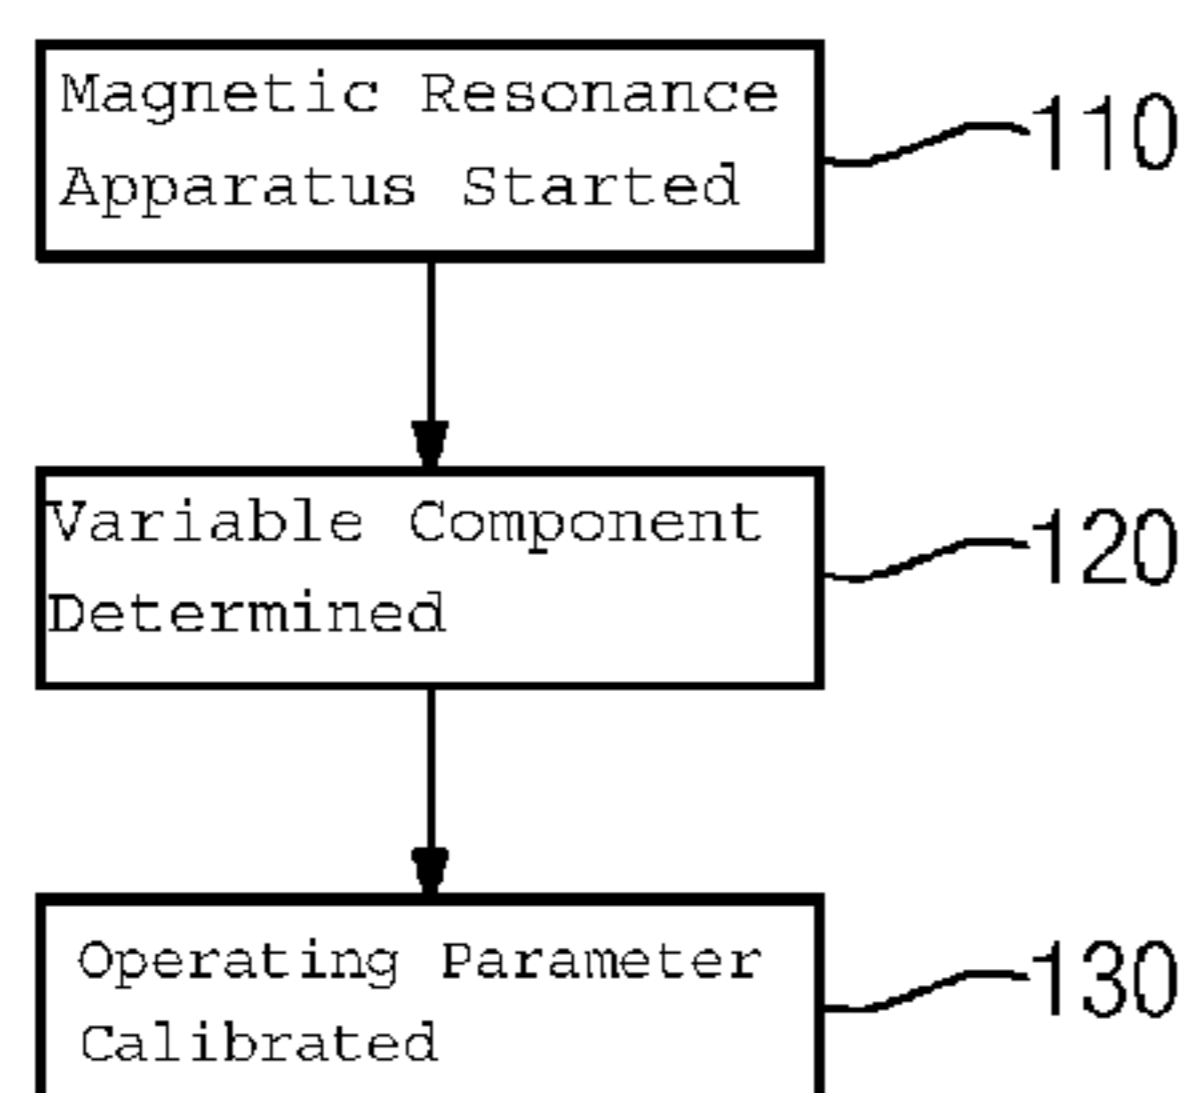 Magnetic Resonance
Apparatus Started
110
Variable Component
Determined
120
Operating Parameter
Calibrated
130